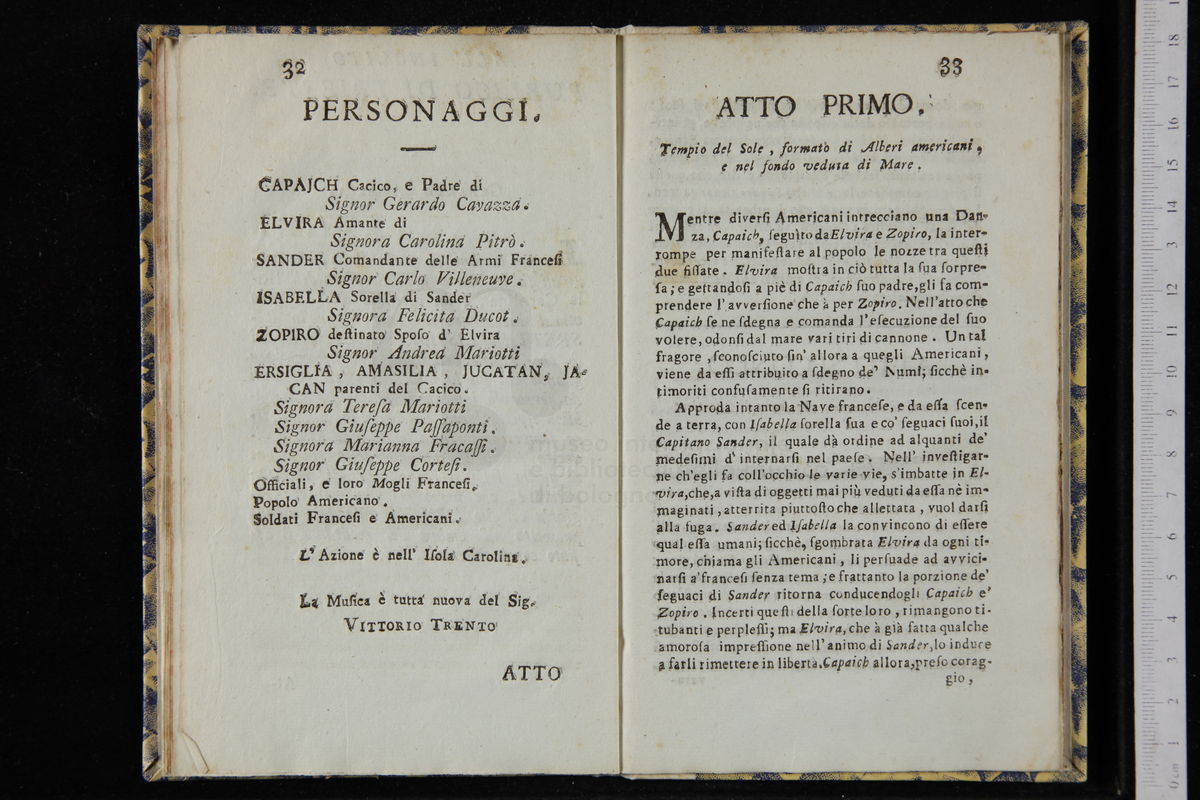 32
PERSONAGGI.
CAPAJCH Cacico, e Padre di
Signor Gerardo Cavazza.
ELVIRA Amante di
Signora Carolina Pitrò.
SANDER Comandante delle Armi Franceſi
Signor Carlo Villeneuve.
ISABELLA Sorella di Sander
Signora Felicita Ducot.
ZOPIRO deſtinato Spoſo d' Elvira
Signor Andrea Mariotti
ERSIGLIA, AMASILIA, JUCATAN, JA-
CAN parenti del Cacico.
Signora Tereſa Mariotti
Signor Giuſeppe Paſſaponti.
Signora Marianna Fracaſſi.
Signor Giuſeppe Corteſi.
Officiali, e loro Mogli Franceſi.
Popolo Americano.
Soldati Franceſi e Americani.
L' Azione è nell' Iſola Carolina.
La Muſica è tutta nuova del Sig.
VITTORIO TRENTO
ATTO
33
ATTO PRIMO.
Tempio del Sole, formato di Alberi americani,
e nel fondo veduta di Mare.
Mentre diverſi Americani intrecciano una Dan-
za, Capaich, ſeguito da Elvira e Zopiro, la inter-
rompe per manifeſtare al popolo le nozze tra queſti
due fiſſate. Elvira moſtra in ciò tutta la ſua ſorpre-
ſa; e gettandoſi a piè di Capaich ſuo padre, gli fa com-
prendere l'avverſione che à per Zopiro. Nell'atto che
Capaich ſe ne ſdegna e comanda l'eſecuzione del ſuo
volere, odonſi dal mare vari tiri di cannone. Un tal
fragore, ſconoſciuto ſin' allora a quegli Americani,
viene da eſſi attribuito a ſdegno de' Numi; ſicchè in-
timoriti confuſamente ſi ritirano.
Approda intanto la Nave franceſe, e da eſſa ſcen-
de a terra, con Iſabella ſorella ſua e co' ſeguaci ſuoi, il
Capitano Sander, il quale dà ordine ad alquanti de'
medeſimi d' internarſi nel paeſe. Nell' inveſtigar-
ne ch'egli fa coll'occhio le varie vie, s'imbatte in El-
vira, che, a viſta di oggetti mai più veduti da eſſa nè im-
maginati, atterrita piuttoſto che allettata, vuol darſi
alla fuga. Sander ed Iſabella la convincono di eſſere
qual eſſa umani; ſicchè, ſgombrata Elvira da ogni ti-
more, chiama gli Americani, li perſuade ad avvici-
narſi a'franceſi ſenza tema; e frattanto la porzione de'
ſeguaci di Sander ritorna conducendogli Capaich e'
Zopiro. Incerti queſti della ſorte loro, rimangono ti-
tubanti e perpleſſi; ma Elvira, che à già fatta qualche
amoroſa impreſſione nell' animo di Sander, lo induce
a farli rimettere in libertà. Capaich allora, preſo corag-
gio,